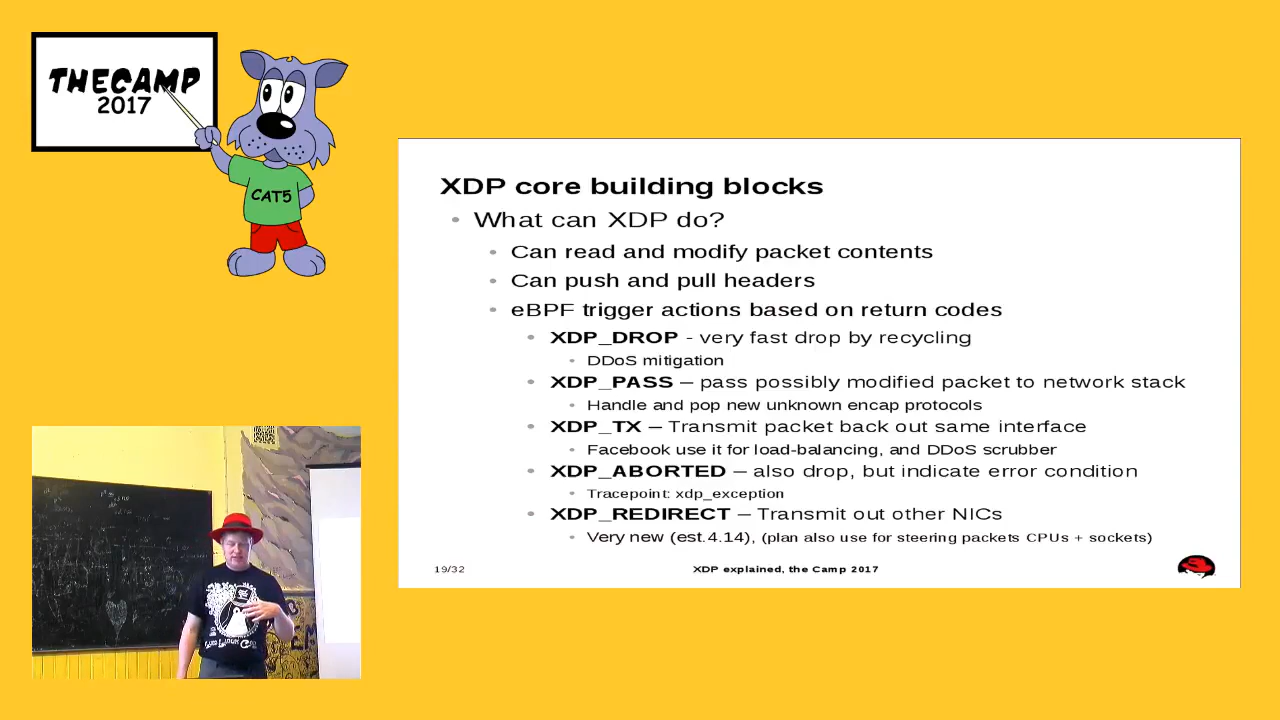 THECAMP
2017
CAT5
XDP core building blocks
• What can XDP do?
• Can read and modify packet contents
• Can push and pull headers
• eBPF trigger actions based on return codes
• XDP_DROP - very fast drop by recycling
• DDoS mitigation
• XDP_PASS – pass possibly modified packet to network stack
• Handle and pop new unknown encap protocols
• XDP_TX – Transmit packet back out same interface
• Facebook use it for load-balancing, and DDoS scrubber
• XDP_ABORTED – also drop, but indicate error condition
• Tracepoint: xdp_exception
• XDP_REDIRECT – Transmit out other NICs
• Very new (est.4.14), (plan also use for steering packets CPUs + sockets)
19/32
XDP explained, the Camp 2017